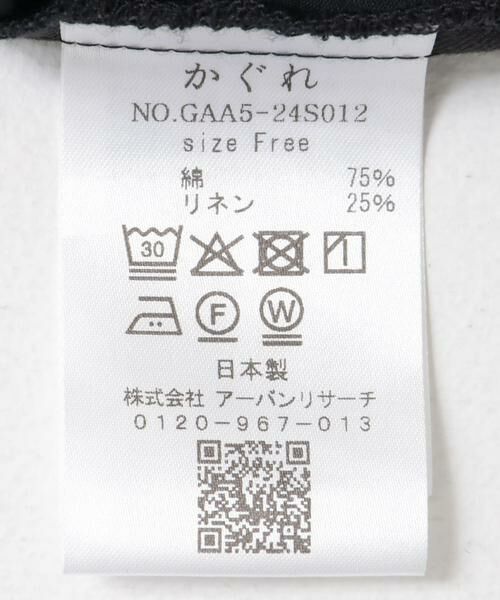 かぐれ
NO.GAA5-24S012
size Free
綿 75%
リネン 25%
30
F W
日本製
株式会社 アーバンリサーチ
0120-967-013